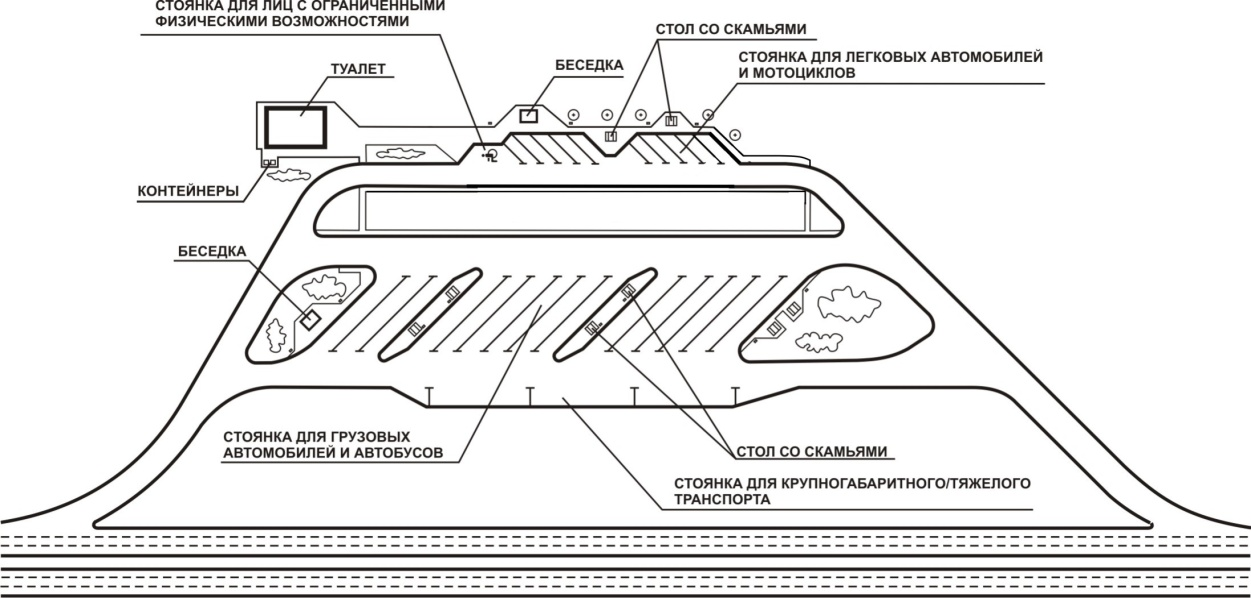 СТОЯНКА ДЛЯ ЛИЦ С ОГРАНИЧЕННЫМИ
ФИЗИЧЕСКИМИ ВОЗМОЖНОСТЯМИ
СТОЛ СО СКАМЬЯМИ
СТОЯНКА ДЛЯ ЛЕГКОВЫХ АВТОМОБИЛЕЙ
И МОТОЦИКЛОВ
БЕСЕДКА
ТУАЛЕТ
КОНТЕЙНЕРЫ
БЕСЕДКА
СТОЯНКА ДЛЯ ГРУЗОВЫХ
АВТОМОБИЛЕЙ И АВТОБУСОВ
СТОЛ СО СКАМЬЯМИ
СТОЯНКА ДЛЯ КРУПНОГАБАРИТНОГО/ТЯЖЕЛОГО
ТРАНСПОРТА